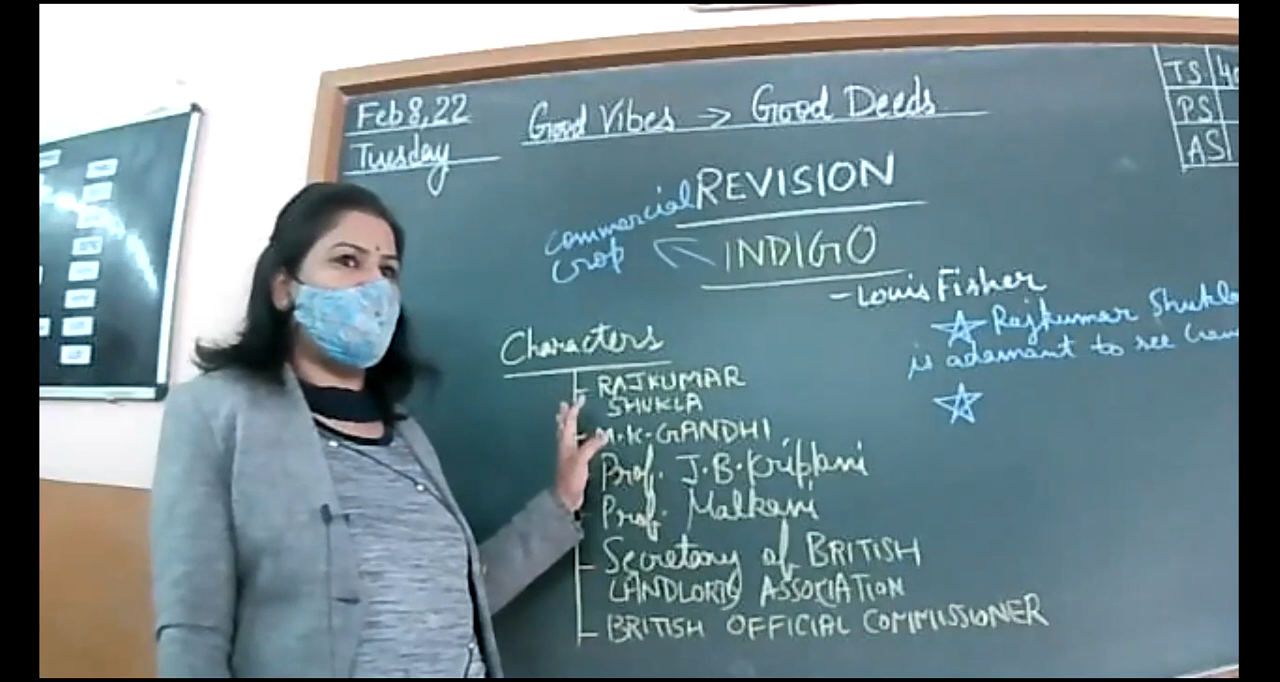 Feb 8, 22
Tuesday
Good Vibes → Good Deeds
TS
PS
AS
REVISION
commercial
crop
INDIGO
-Louis Fisher
☆ Rajkumar Shukla
is adamant to see
☆
Characters
- RAJKUMAR
SHUKLA
- M.K.GANDHI
Prof. J.B.Kriplani
Prof. Malkani
- Secretary of BRITISH
LANDLORDS ASSOCIATION
- BRITISH OFFICIAL COMMISSIONER